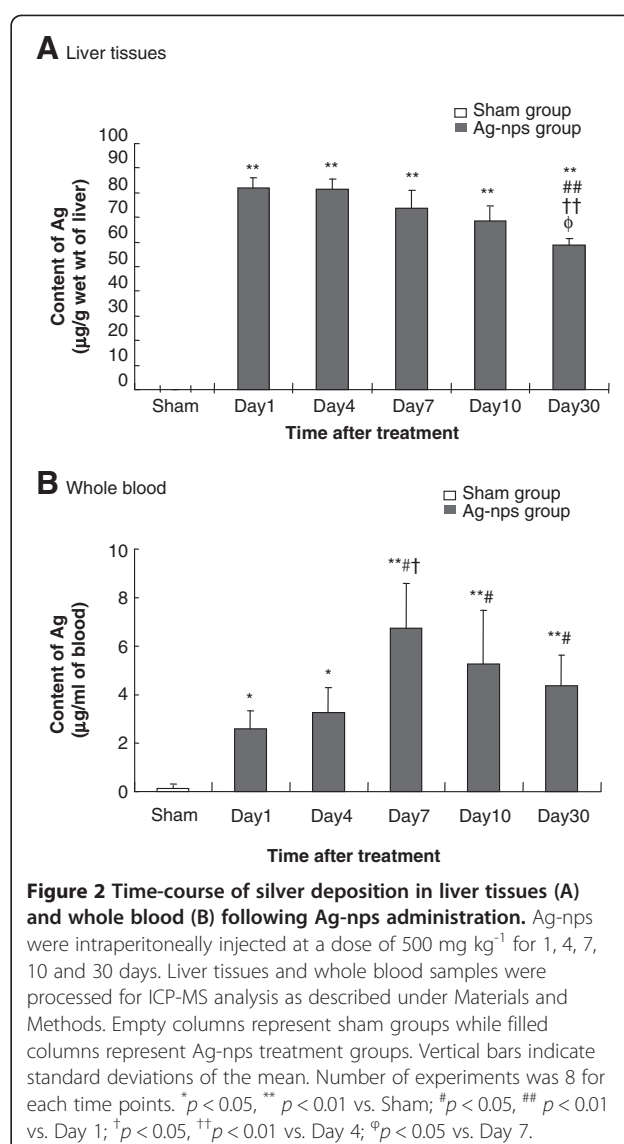 A Liver tissues
Sham group
Ag-nps group
Content of Ag
(μg/g wet wt of liver)
100
90
80
70
60
50
40
30
20
10
0
**
**
**
**
**
##
††
ϕ
Sham Day1 Day4 Day7 Day10 Day30
Time after treatment
B Whole blood
Sham group
Ag-nps group
Content of Ag
(μg/ml of blood)
10
8
6
4
2
0
*
*
**#†
**#
**#
Sham Day1 Day4 Day7 Day10 Day30
Time after treatment
Figure 2 Time-course of silver deposition in liver tissues (A)
and whole blood (B) following Ag-nps administration. Ag-nps
were intraperitoneally injected at a dose of 500 mg kg⁻¹ for 1, 4, 7,
10 and 30 days. Liver tissues and whole blood samples were
processed for ICP-MS analysis as described under Materials and
Methods. Empty columns represent sham groups while filled
columns represent Ag-nps treatment groups. Vertical bars indicate
standard deviations of the mean. Number of experiments was 8 for
each time points. *p < 0.05, ** p < 0.01 vs. Sham; #p < 0.05, ## p < 0.01
vs. Day 1; †p < 0.05, ††p < 0.01 vs. Day 4; φp < 0.05 vs. Day 7.